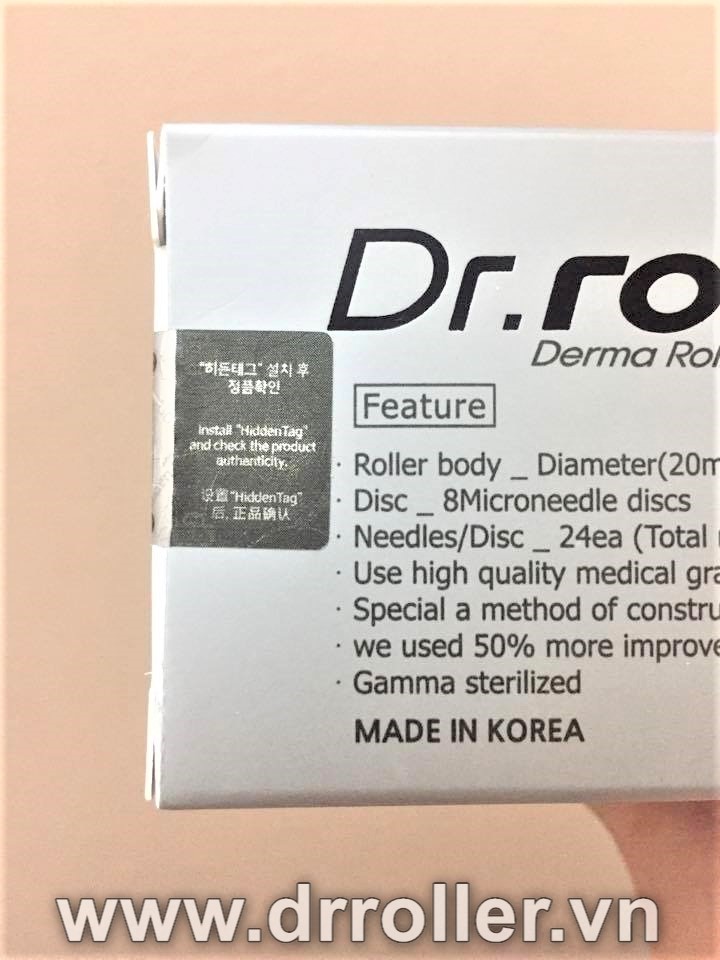 Dr.ro
Derma Rol
Feature
"히든태그" 설치 후
정품확인
Install "HiddenTag"
and check the product
authenticity.
设置"HiddenTag"
后, 正品确认
· Roller body _ Diameter(20m
· Disc _ 8Microneedle discs
· Needles/Disc _ 24ea (Total
· Use high quality medical gra
· Special a method of constru
· we used 50% more improve
· Gamma sterilized
MADE IN KOREA
www.drroller.vn